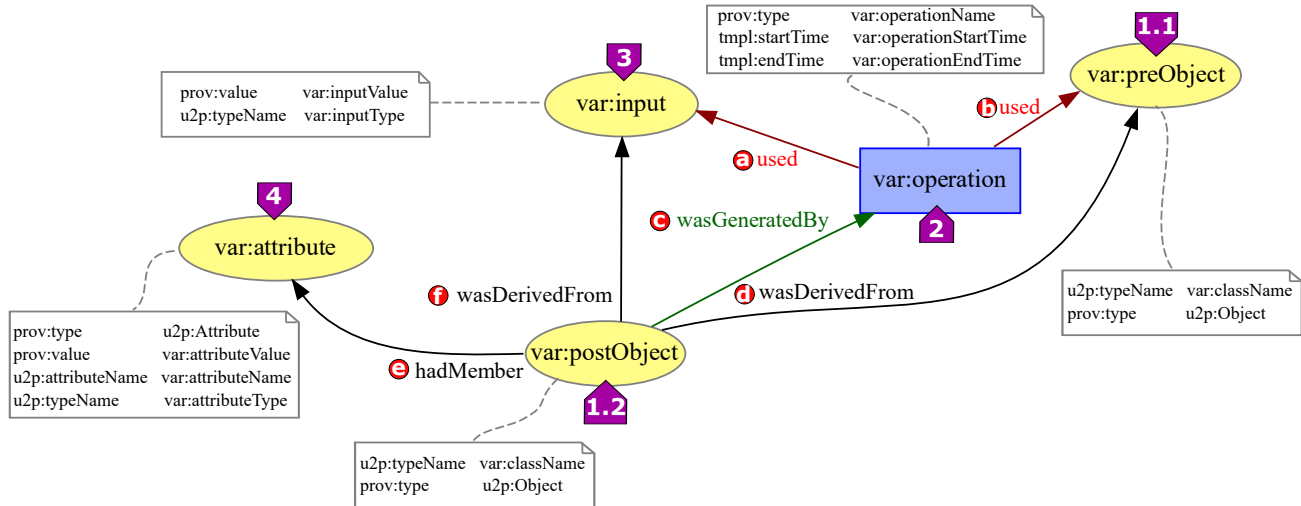 prov:type var:operationName
tmpl:startTime var:operationStartTime
tmpl:endTime var:operationEndTime
1.1
var:preObject
3
var:input
prov:value var:inputValue
u2p:typeName var:inputType
b used
a used
var:operation
2
4
var:attribute
c wasGeneratedBy
f wasDerivedFrom
d wasDerivedFrom
u2p:typeName var:className
prov:type u2p:Object
prov:type u2p:Attribute
prov:value var:attributeValue
u2p:attributeName var:attributeName
u2p:typeName var:attributeType
var:postObject
e hadMember
1.2
u2p:typeName var:className
prov:type u2p:Object